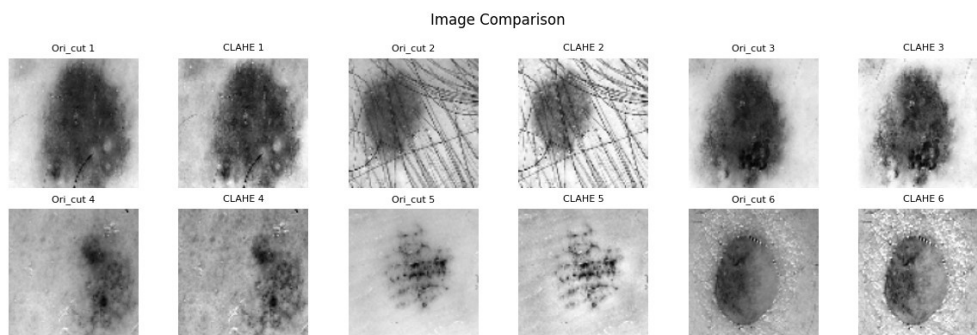 Image Comparison
Ori_cut 1 CLAHE 1 Ori_cut 2 CLAHE 2 Ori_cut 3 CLAHE 3
Ori_cut 4 CLAHE 4 Ori_cut 5 CLAHE 5 Ori_cut 6 CLAHE 6